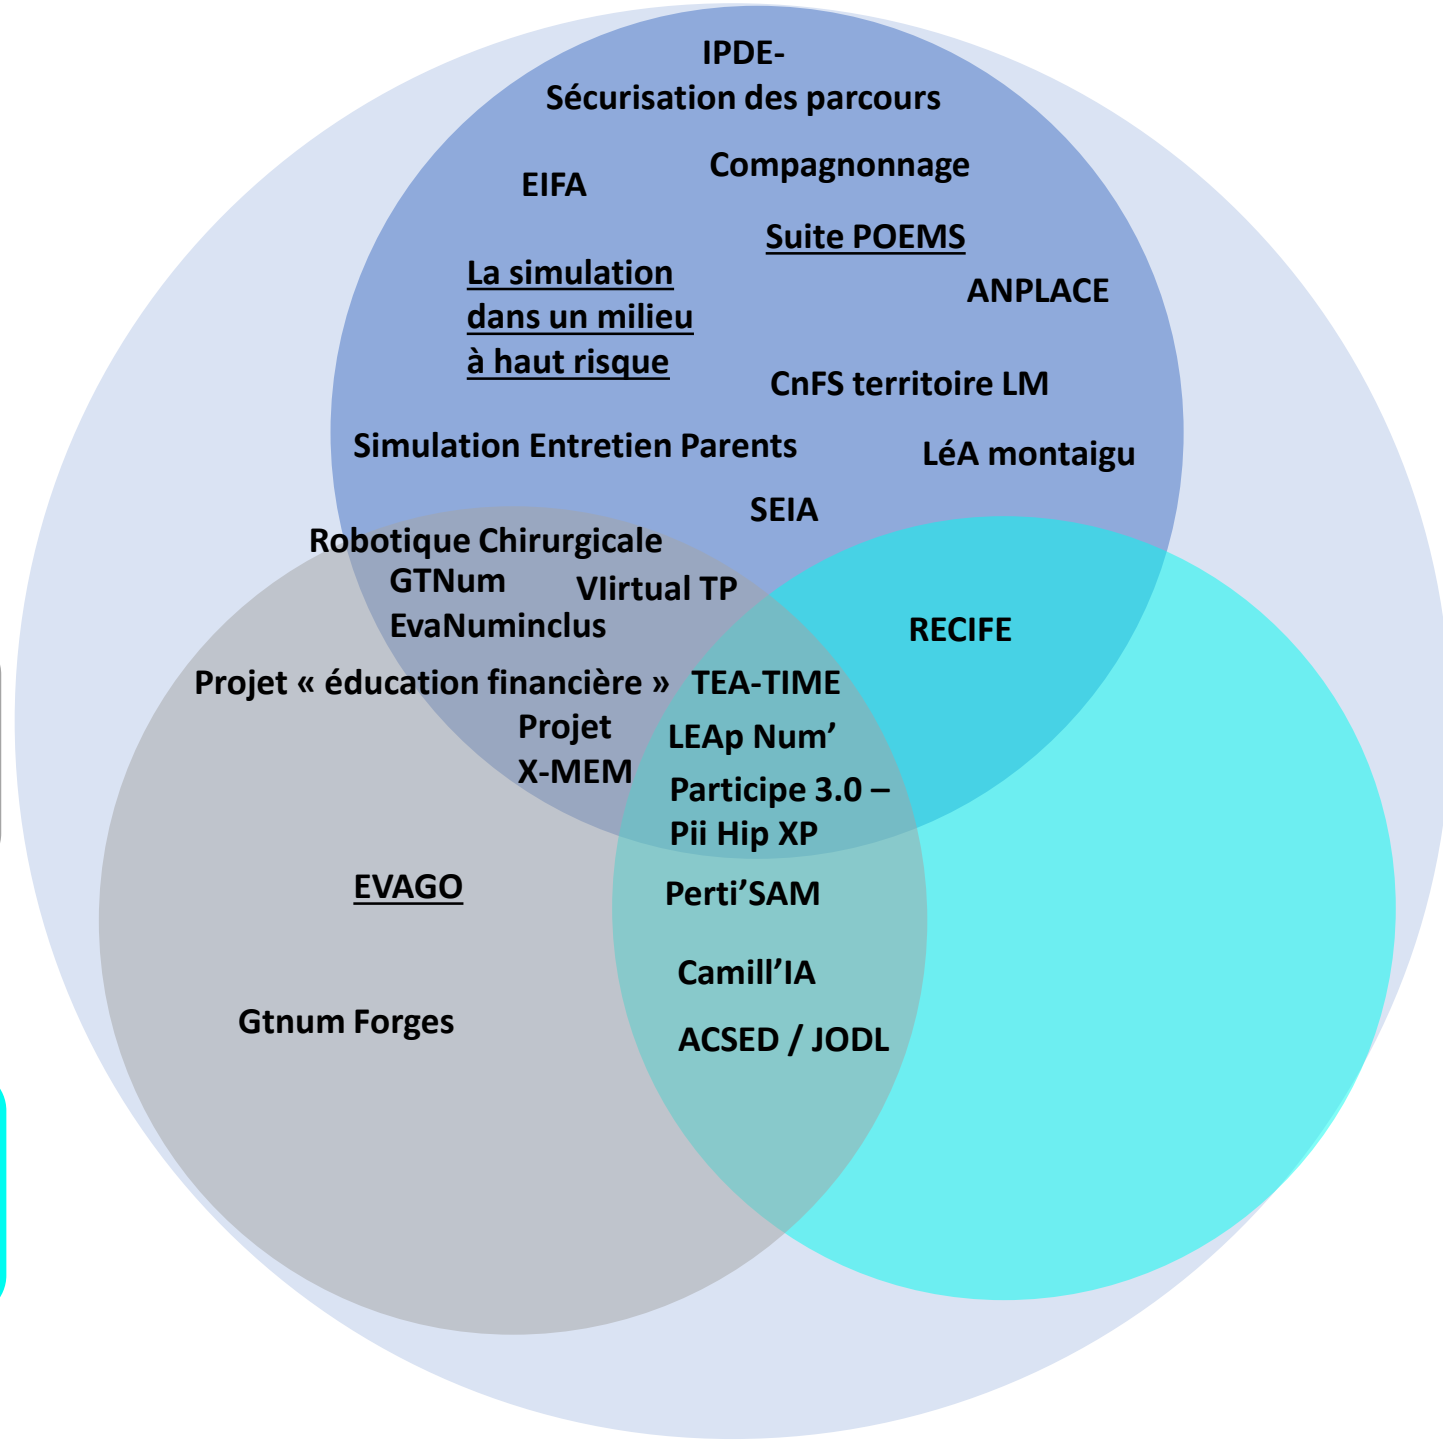 IPDE-
Sécurisation des parcours
Compagnonnage
EIFA
Suite POEMS
La simulation
dans un milieu
à haut risque
ANPLACE
CnFS territoire LM
Simulation Entretien Parents
LéA montaigu
SEIA
Robotique Chirurgicale
GTNum
EvaNuminclus
VIirtual TP
RECIFE
Projet « éducation financière »
TEA-TIME
Projet
X-MEM
LEAp Num’
Participe 3.0 –
Pii Hip XP
EVAGO
Perti’SAM
Camill’IA
Gtnum Forges
ACSED / JODL